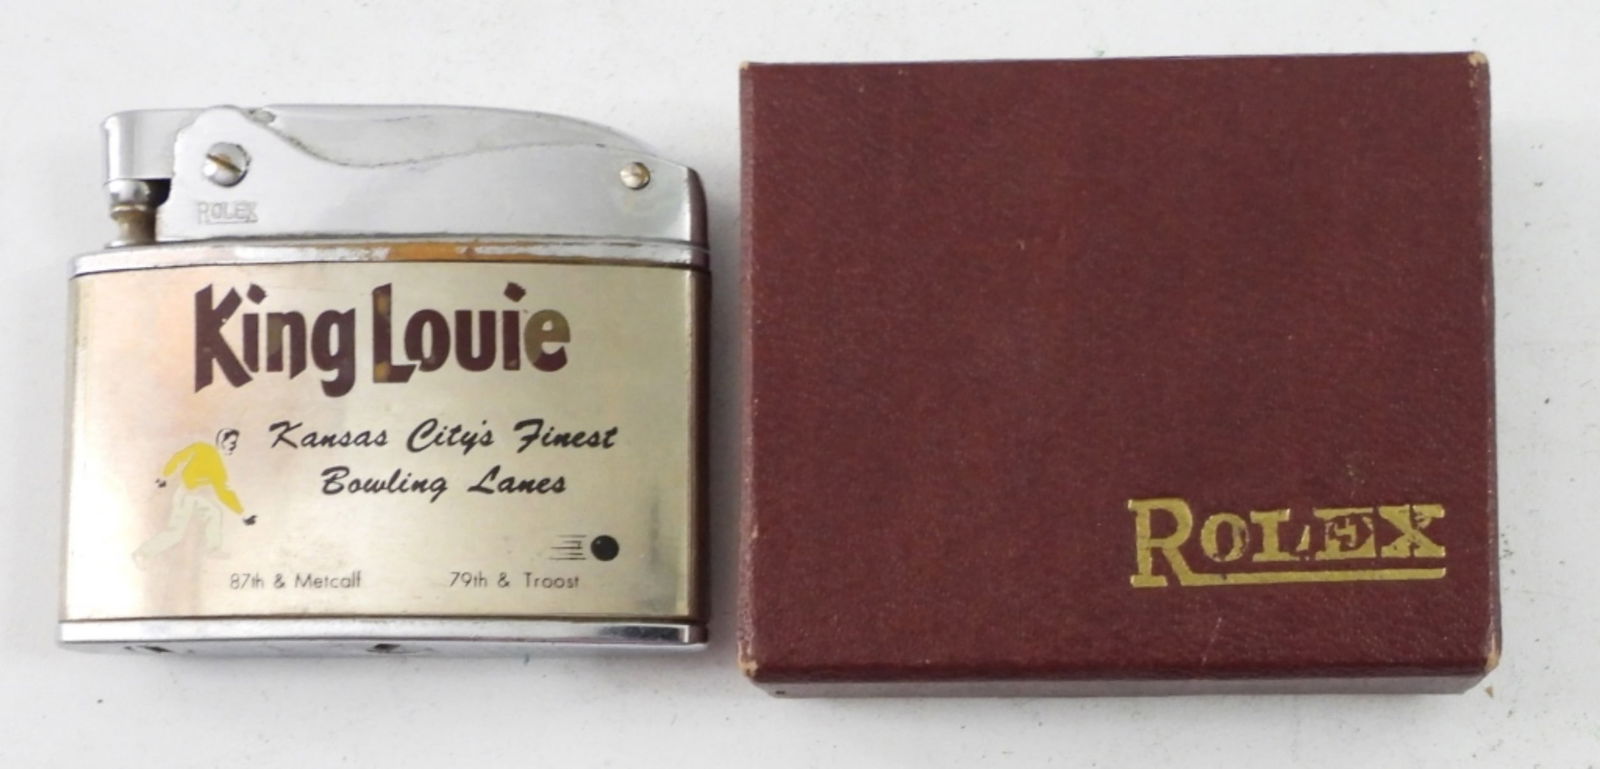 ROLEX
King Louie
Kansas City's Finest
Bowling Lanes
87th & Metcalf 79th & Troost
ROLEX